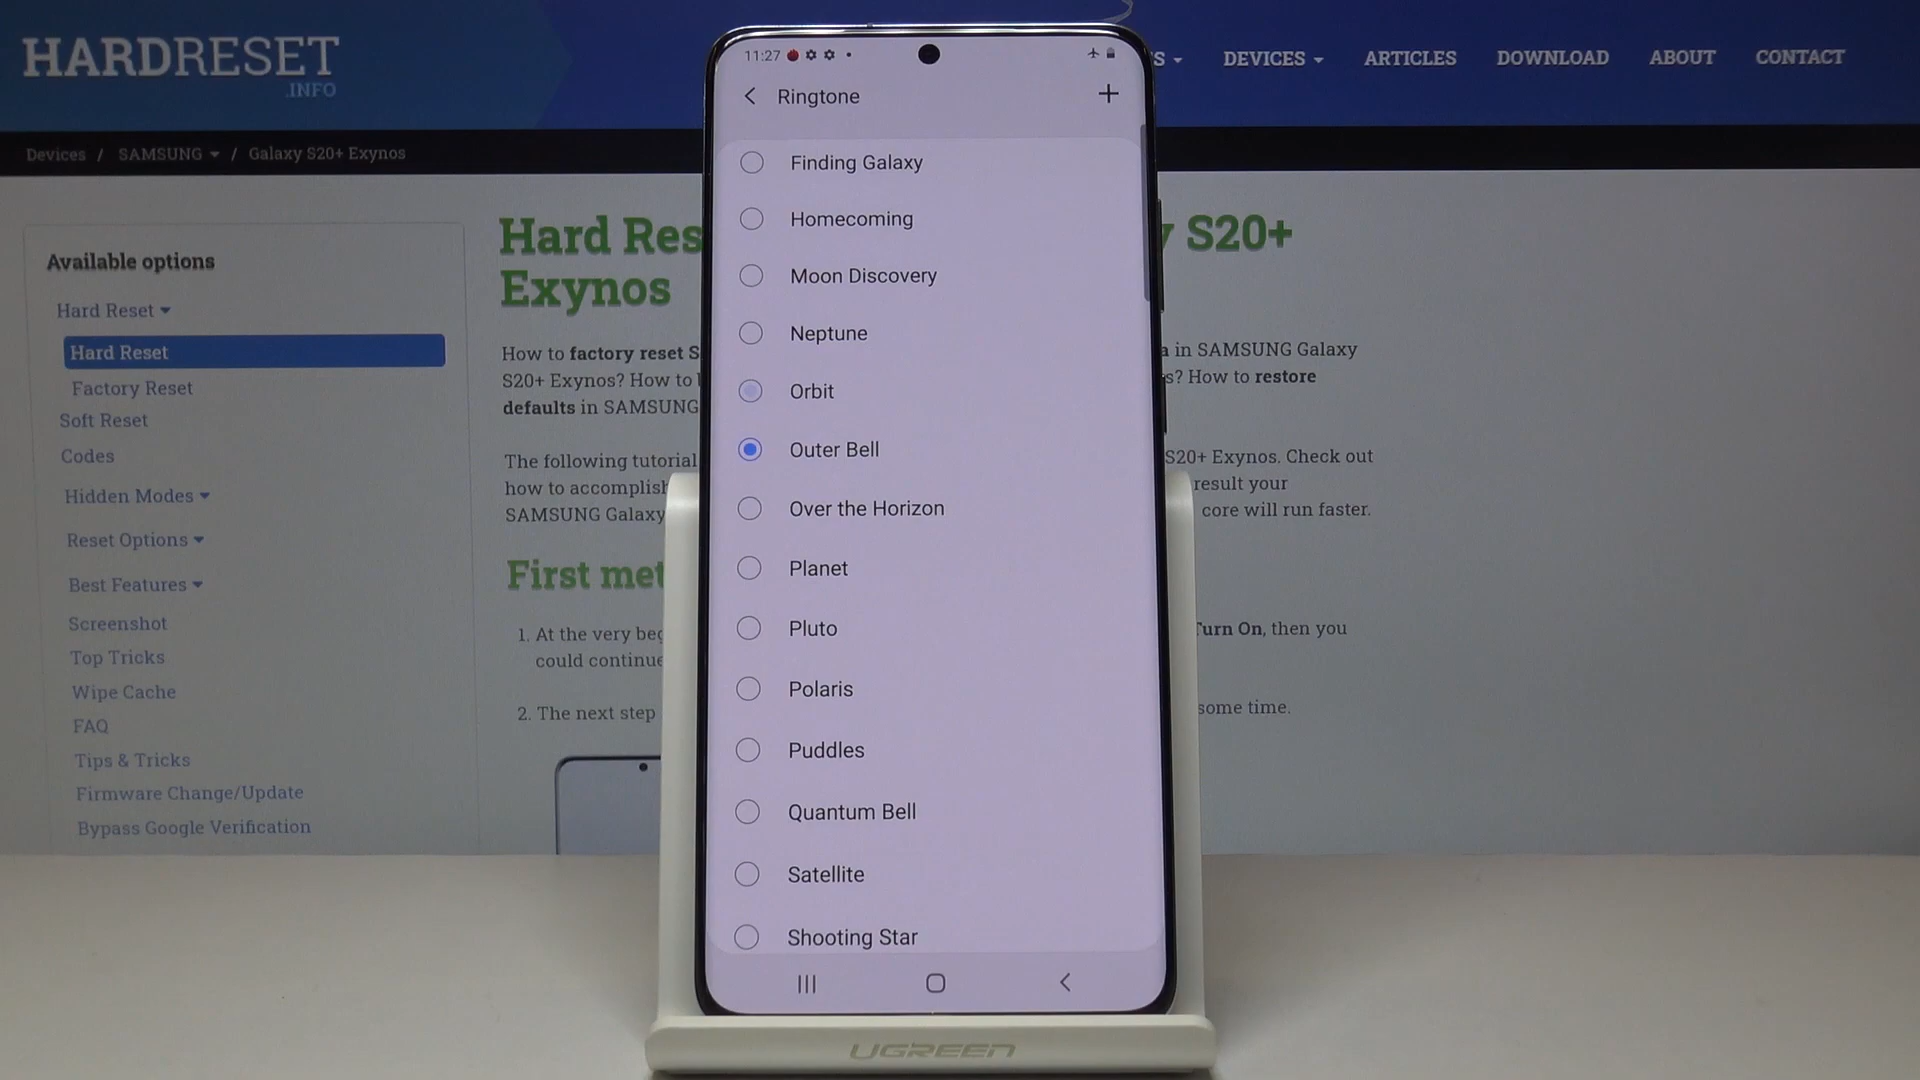 HARDRESET
.INFO
S
DEVICES
ARTICLES
DOWNLOAD
ABOUT
CONTACT
Devices / SAMSUNG / Galaxy S20+ Exynos
Available options
Hard Reset
Hard Reset
Factory Reset
Soft Reset
Codes
Hidden Modes
Reset Options
Best Features
Screenshot
Top Tricks
Wipe Cache
FAQ
Tips & Tricks
Firmware Change/Update
Bypass Google Verification
Hard Res
y S20+
Exynos
How to factory reset S
a in SAMSUNG Galaxy
S20+ Exynos? How to
s? How to restore
defaults in SAMSUNG
The following tutorial
S20+ Exynos. Check out
how to accomplish
result your
SAMSUNG Galaxy
core will run faster.
First met
1. At the very beg
Turn On, then you
could continue
2. The next step
some time.
11:27
Ringtone
Finding Galaxy
Homecoming
Moon Discovery
Neptune
Orbit
Outer Bell
Over the Horizon
Planet
Pluto
Polaris
Puddles
Quantum Bell
Satellite
Shooting Star
UGREEN